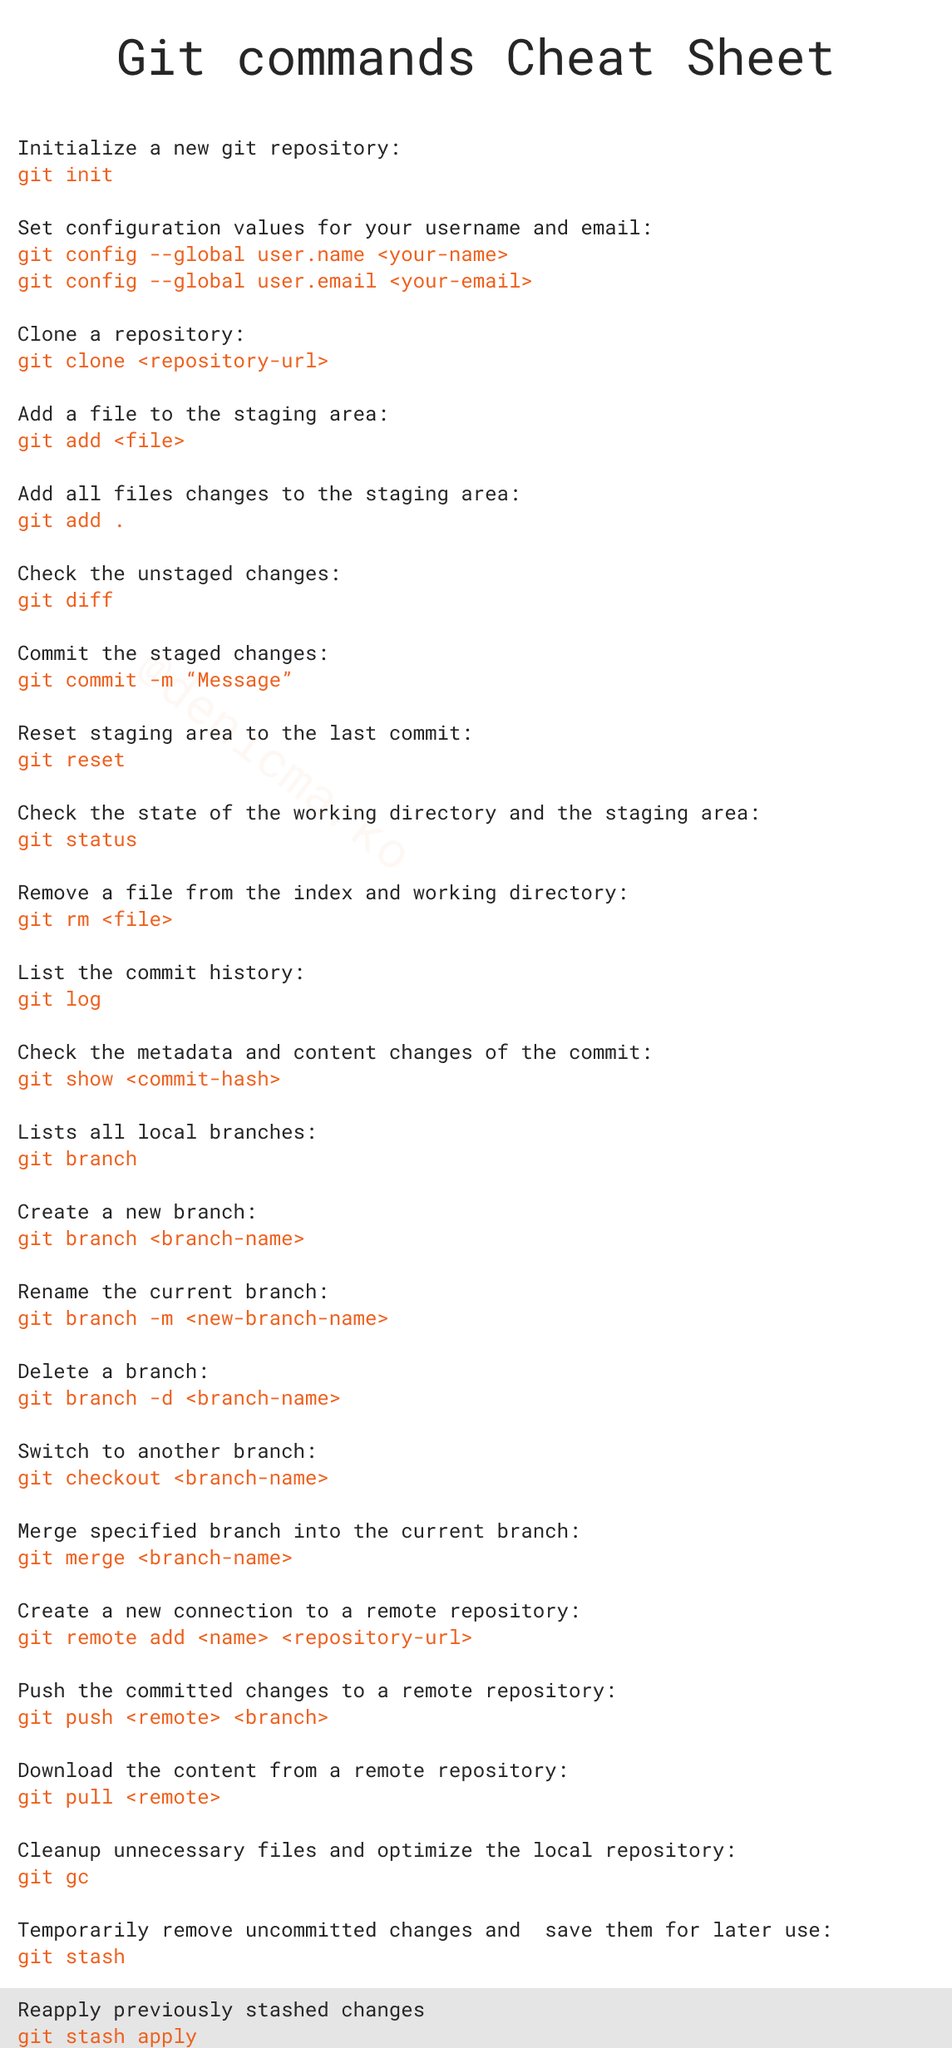 Git commands Cheat Sheet
Initialize a new git repository:
git init
Set configuration values for your username and email:
git config --global user.name <your-name>
git config --global user.email <your-email>
Clone a repository:
git clone <repository-url>
Add a file to the staging area:
git add <file>
Add all files changes to the staging area:
git add .
Check the unstaged changes:
git diff
Commit the staged changes:
git commit -m “Message”
Reset staging area to the last commit:
git reset
Check the state of the working directory and the staging area:
git status
Remove a file from the index and working directory:
git rm <file>
List the commit history:
git log
Check the metadata and content changes of the commit:
git show <commit-hash>
Lists all local branches:
git branch
Create a new branch:
git branch <branch-name>
Rename the current branch:
git branch -m <new-branch-name>
Delete a branch:
git branch -d <branch-name>
Switch to another branch:
git checkout <branch-name>
Merge specified branch into the current branch:
git merge <branch-name>
Create a new connection to a remote repository:
git remote add <name> <repository-url>
Push the committed changes to a remote repository:
git push <remote> <branch>
Download the content from a remote repository:
git pull <remote>
Cleanup unnecessary files and optimize the local repository:
git gc
Temporarily remove uncommitted changes and  save them for later use:
git stash
Reapply previously stashed changes
git stash apply
@denicmarko